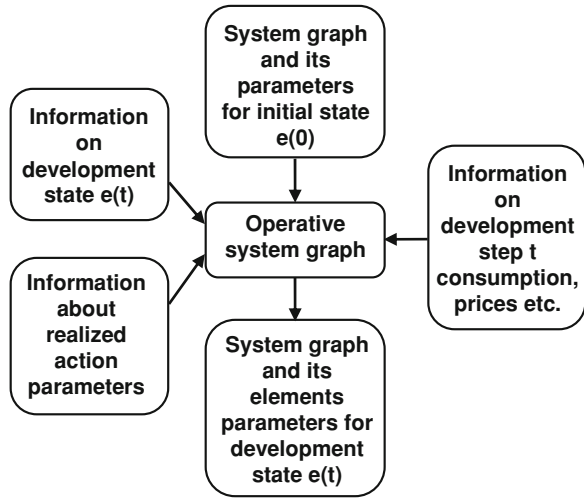 System graph
and its
parameters
for initial state
e(0)
Information
on
development
state e(t)
Information
on
development
step t
consumption,
prices etc.
Operative
system graph
Information
about
realized
action
parameters
System graph
and its
elements
parameters for
development
state e(t)